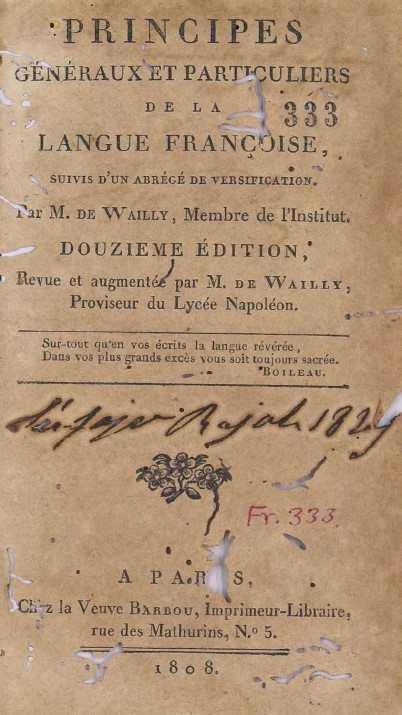 PRINCIPES
GÉNÉRAUX ET PARTICULIERS
DE LA
333
LANGUE FRANÇOISE,
SUIVIS D'UN ABRÉGÉ DE VERSIFICATION.
Par M. DE WAILLY, Membre de l'Institut.
DOUZIEME ÉDITION,
Revue et augmentée par M. DE WAILLY,
Proviseur du Lycée Napoléon.
Sur-tout qu'en vos écrits la langue révérée,
Dans vos plus grands excès vous soit toujours sacrée.
BOILEAU.
Fr. 333.
A PARIS,
Chez la Veuve BARBOU, Imprimeur-Libraire,
rue des Mathurins, N.º 5.
1808.